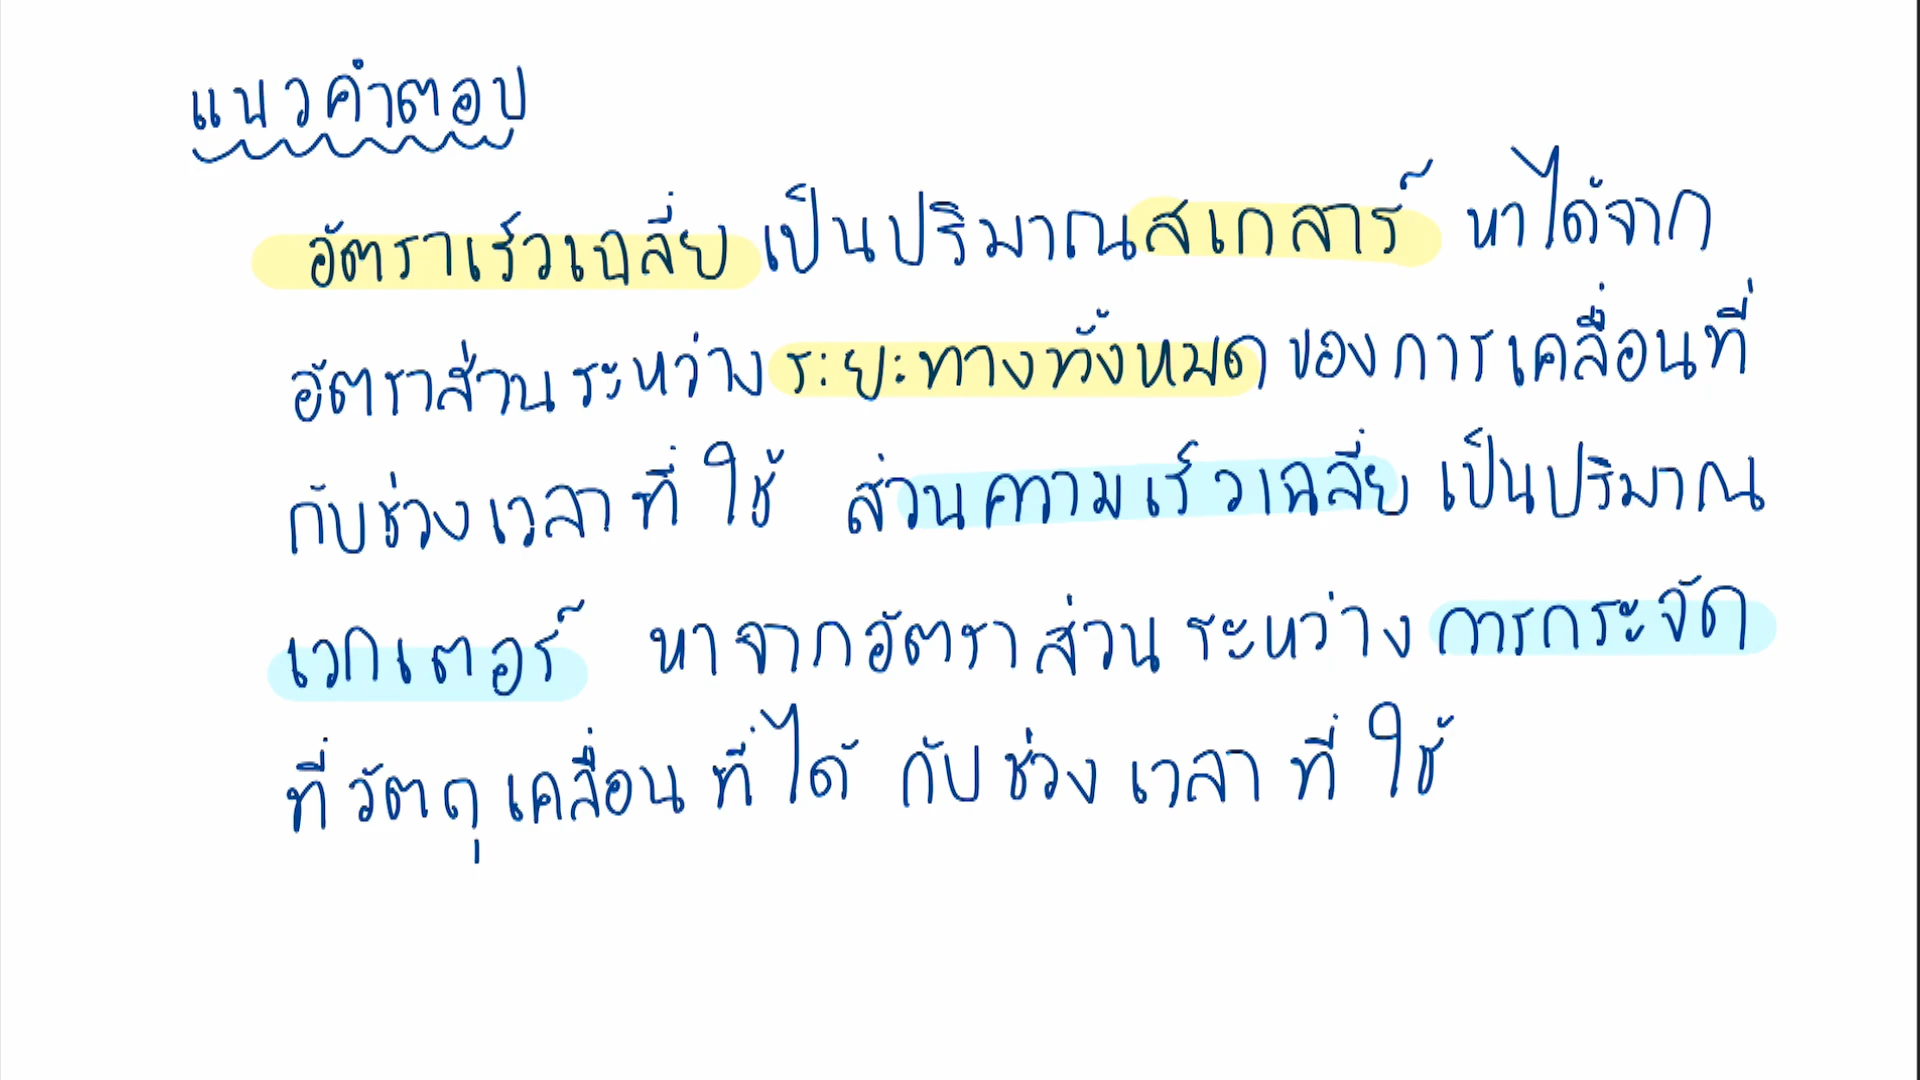 แนวคำตอบ
อัตราเร็วเฉลี่ยเป็นปริมาณสเกลาร์ หาได้จาก
อัตราส่วนระหว่างระยะทางทั้งหมดของการเคลื่อนที่
กับช่วงเวลาที่ใช้ ส่วนความเร็วเฉลี่ยเป็นปริมาณ
เวกเตอร์ หาจากอัตราส่วนระหว่างการกระจัด
ที่วัตถุเคลื่อนที่ได้ กับช่วงเวลาที่ใช้